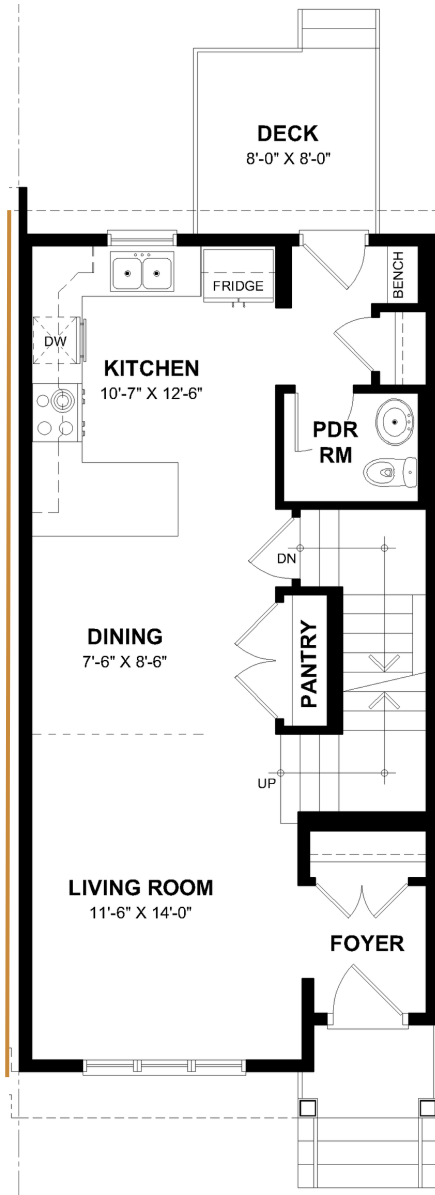 DECK
8'-0" X 8'-0"
BENCH
FRIDGE
DW
KITCHEN
10'-7" X 12'-6"
PDR
RM
DN
DINING
7'-6" X 8'-6"
PANTRY
UP
LIVING ROOM
11'-6" X 14'-0"
FOYER